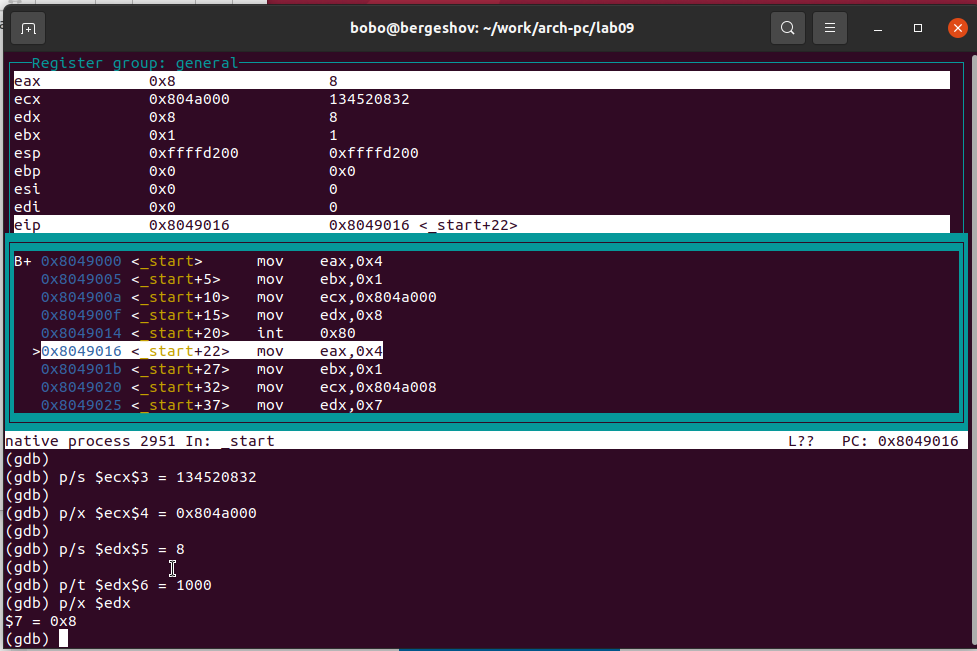 bobo@bergeshov: ~/work/arch-pc/lab09
Register group: general
eax 0x8 8
ecx 0x804a000 134520832
edx 0x8 8
ebx 0x1 1
esp 0xffffd200 0xffffd200
ebp 0x0 0x0
esi 0x0 0
edi 0x0 0
eip 0x8049016 0x8049016 <_start+22>
B+ 0x8049000 <_start> mov eax,0x4
0x8049005 <_start+5> mov ebx,0x1
0x804900a <_start+10> mov ecx,0x804a000
0x804900f <_start+15> mov edx,0x8
0x8049014 <_start+20> int 0x80
>0x8049016 <_start+22> mov eax,0x4
0x804901b <_start+27> mov ebx,0x1
0x8049020 <_start+32> mov ecx,0x804a008
0x8049025 <_start+37> mov edx,0x7
native process 2951 In: _start L?? PC: 0x8049016
(gdb)
(gdb) p/s $ecx$3 = 134520832
(gdb)
(gdb) p/x $ecx$4 = 0x804a000
(gdb)
(gdb) p/s $edx$5 = 8
(gdb)
(gdb) p/t $edx$6 = 1000
(gdb) p/x $edx
$7 = 0x8
(gdb)